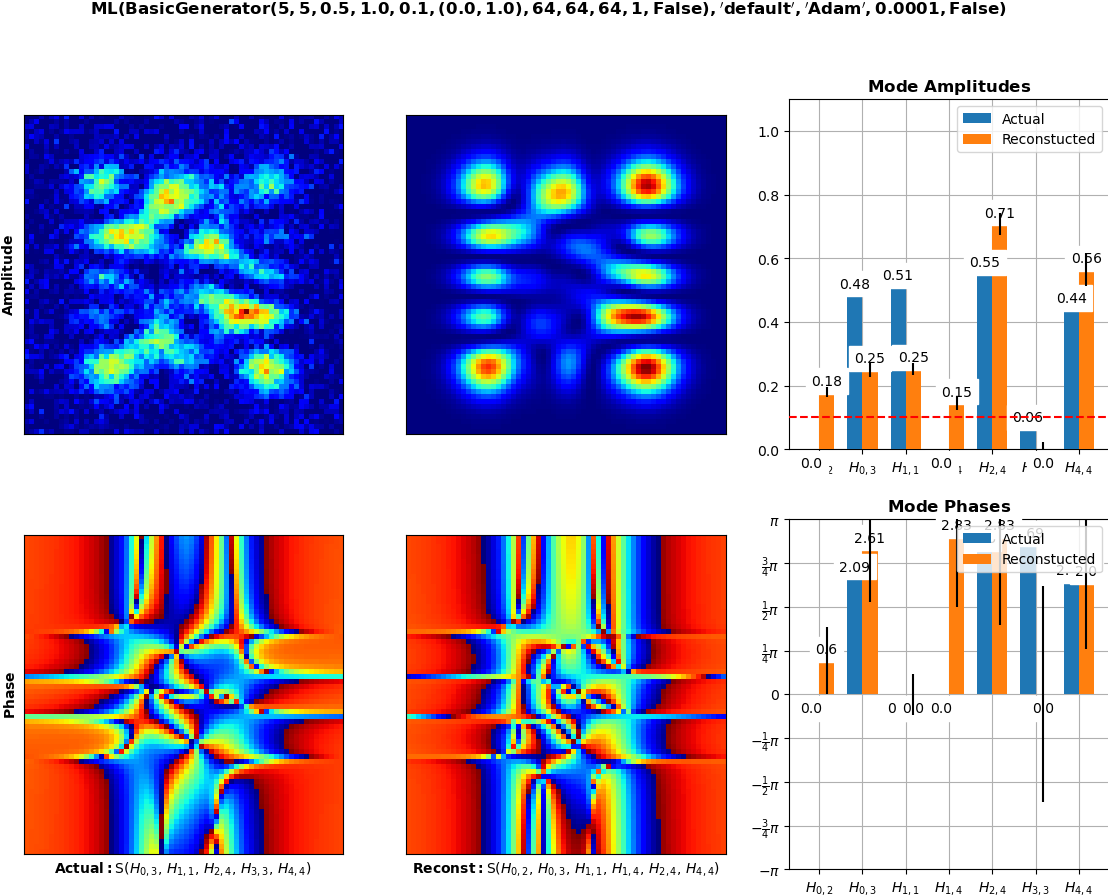 ML(BasicGenerator(5, 5, 0.5, 1.0, 0.1, (0.0, 1.0), 64, 64, 64, 1, False), 'default', 'Adam', 0.0001, False)
Mode Amplitudes
Actual
Reconstucted
1.0
0.8
0.6
0.4
0.2
0.0
0.71
0.55
0.56
0.51
0.48
0.44
0.25
0.25
0.18
0.15
0.06
0.0
0.0
0.0
H0,3
H1,1
H2,4
H4,4
Amplitude
Mode Phases
Actual
Reconstucted
π
3/4π
1/2π
1/4π
0
−1/4π
−1/2π
−3/4π
−π
2.83
2.83
2.61
2.09
2.0
0.6
0.0
0.0
H0,2
H0,3
H1,1
H1,4
H2,4
H3,3
H4,4
Phase
Actual: S(H0,3, H1,1, H2,4, H3,3, H4,4)
Reconst: S(H0,2, H0,3, H1,1, H1,4, H2,4, H4,4)